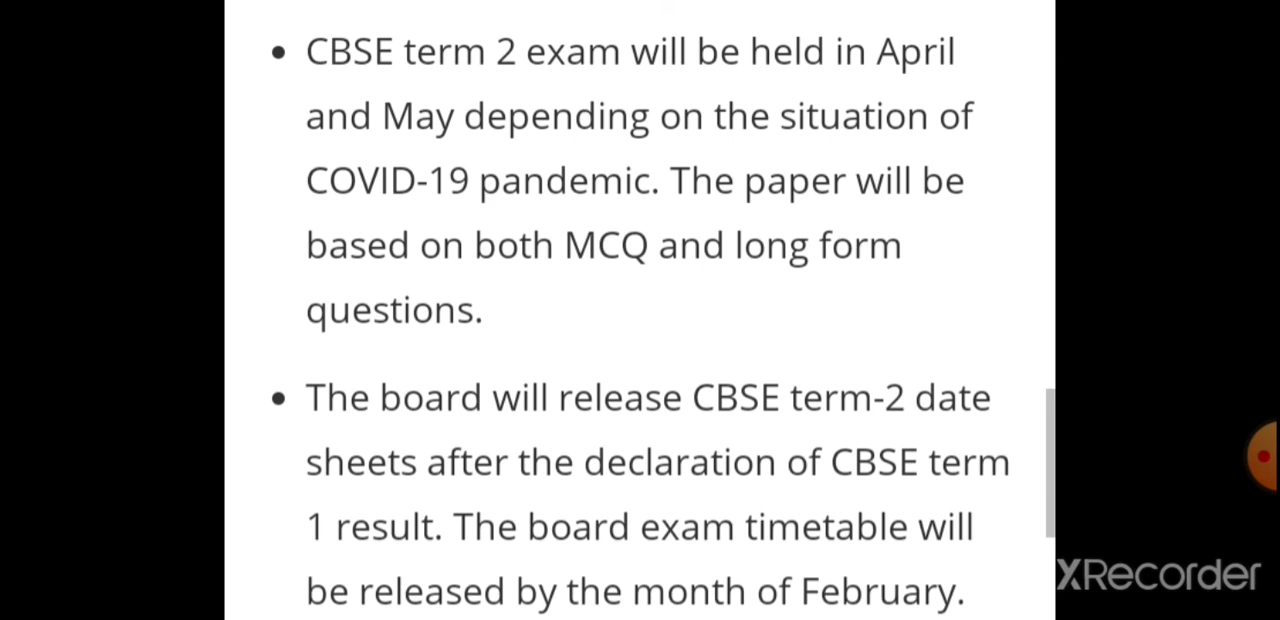 CBSE term 2 exam will be held in April
and May depending on the situation of
COVID-19 pandemic. The paper will be
based on both MCQ and long form
questions.
The board will release CBSE term-2 date
sheets after the declaration of CBSE term
1 result. The board exam timetable will
be released by the month of February.
XRecorder